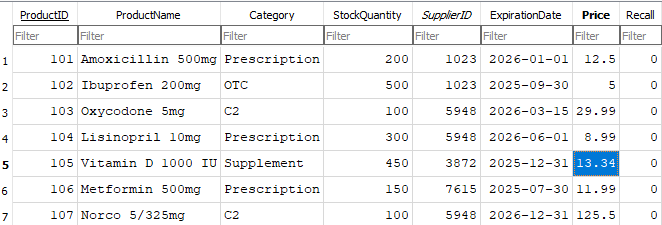 ProductID ProductName Category StockQuantity SupplierID ExpirationDate Price Recall
Filter Filter Filter Filter Filter Filter Filter Filter
1 101 Amoxicillin 500mg Prescription 200 1023 2026-01-01 12.5 0
2 102 Ibuprofen 200mg OTC 500 1023 2025-09-30 5 0
3 103 Oxycodone 5mg C2 100 5948 2026-03-15 29.99 0
4 104 Lisinopril 10mg Prescription 300 5948 2026-06-01 8.99 0
5 105 Vitamin D 1000 IU Supplement 450 3872 2025-12-31 13.34 0
6 106 Metformin 500mg Prescription 150 7615 2025-07-30 11.99 0
7 107 Norco 5/325mg C2 100 5948 2026-12-31 125.5 0